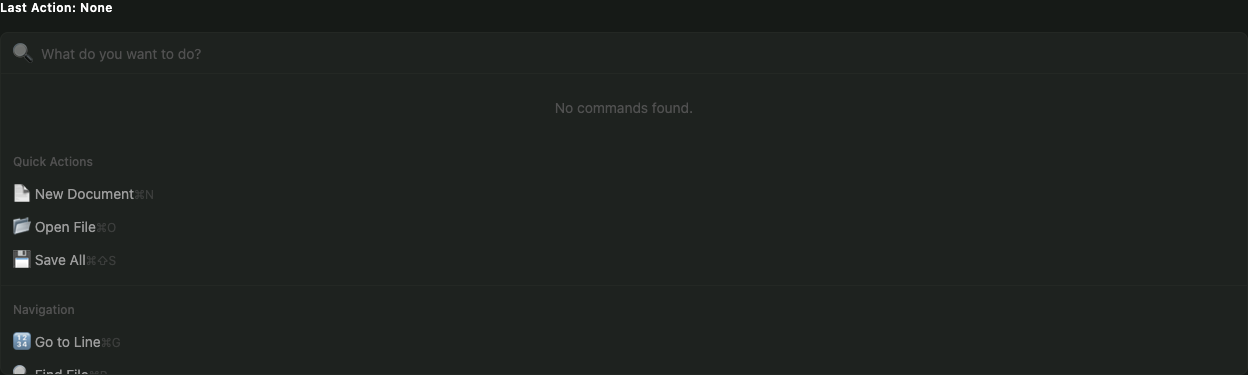 Last Action: None
What do you want to do?
No commands found.
Quick Actions
New Document⌘N
Open File⌘O
Save All⌘⇧S
Navigation
Go to Line⌘G
Find File⌘P